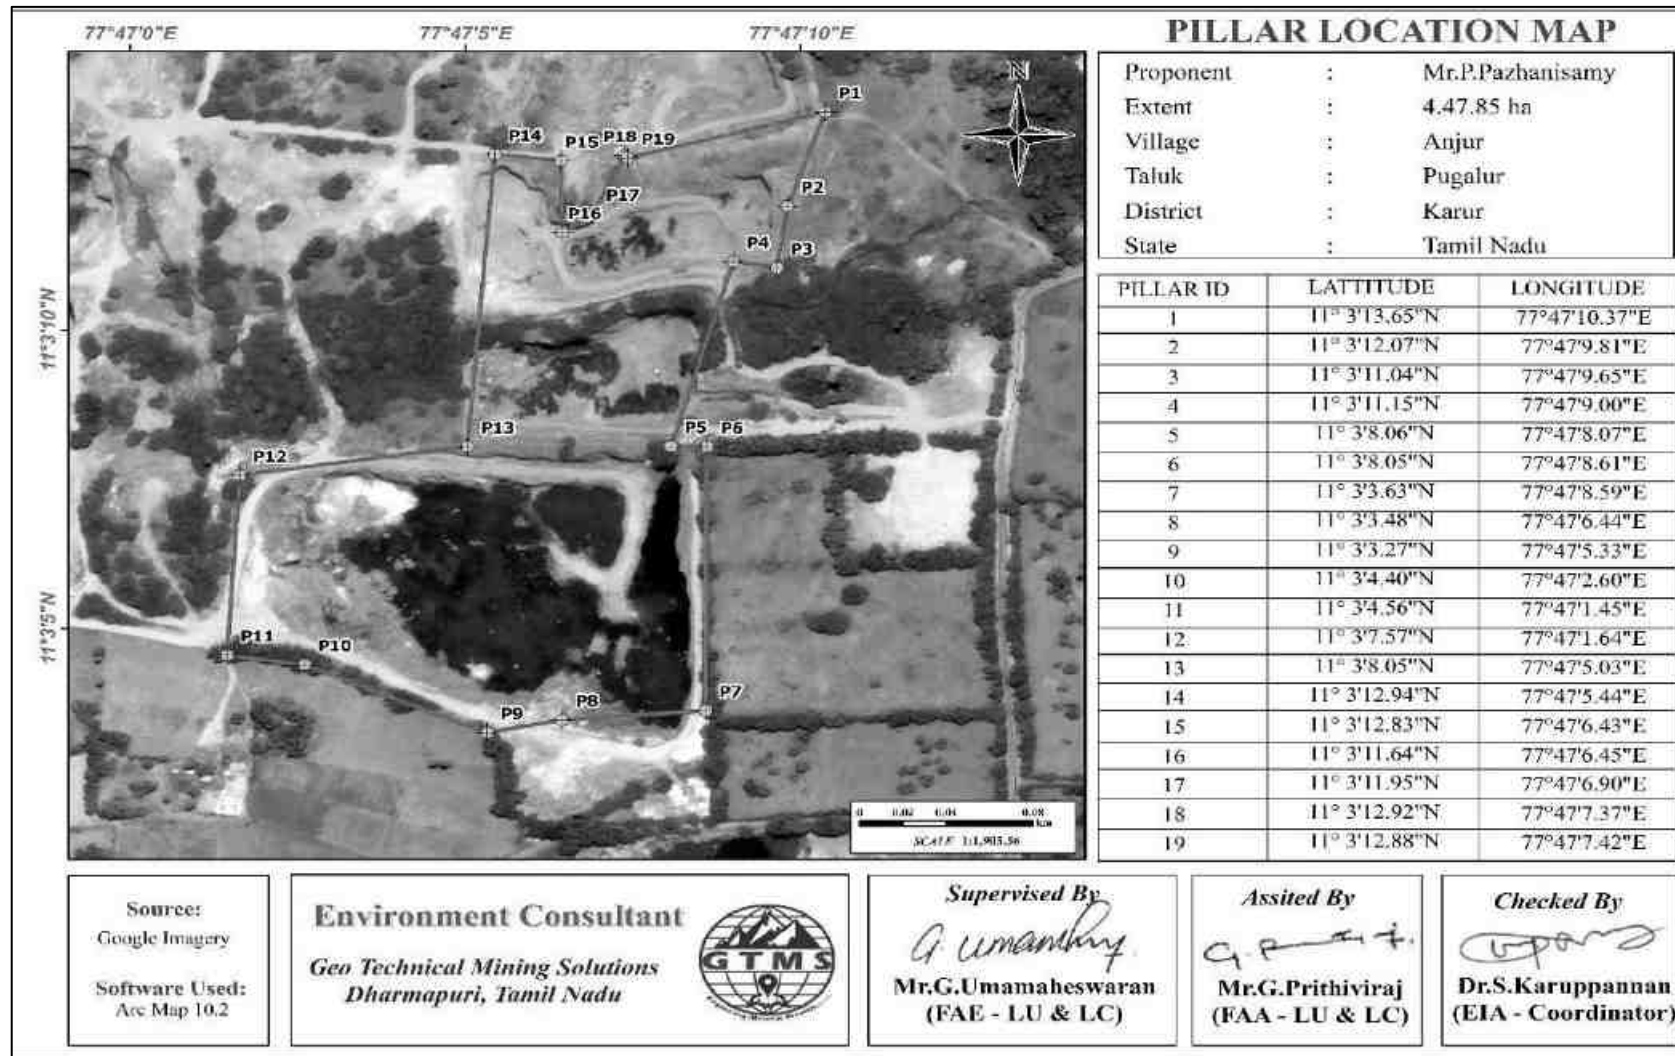 77°47'0"E 77°47'5"E 77°47'10"E
11°3'10"N
11°3'5"N
N
P1
P14 P15 P18 P19
P2
P17
P16
P4 P3
P13 P5 P6
P12
P11 P10
P7
P8
P9
0 0.02 0.04 0.08
km
SCALE 1:1,905.56
PILLAR LOCATION MAP
Proponent : Mr.P.Pazhanisamy
Extent : 4.47.85 ha
Village : Anjur
Taluk : Pugalur
District : Karur
State : Tamil Nadu
PILLAR ID LATTITUDE LONGITUDE
1 11° 3'13.65"N 77°47'10.37"E
2 11° 3'12.07"N 77°47'9.81"E
3 11° 3'11.04"N 77°47'9.65"E
4 11° 3'11.15"N 77°47'9.00"E
5 11° 3'8.06"N 77°47'8.07"E
6 11° 3'8.05"N 77°47'8.61"E
7 11° 3'3.63"N 77°47'8.59"E
8 11° 3'3.48"N 77°47'6.44"E
9 11° 3'3.27"N 77°47'5.33"E
10 11° 3'4.40"N 77°47'2.60"E
11 11° 3'4.56"N 77°47'1.45"E
12 11° 3'7.57"N 77°47'1.64"E
13 11° 3'8.05"N 77°47'5.03"E
14 11° 3'12.94"N 77°47'5.44"E
15 11° 3'12.83"N 77°47'6.43"E
16 11° 3'11.64"N 77°47'6.45"E
17 11° 3'11.95"N 77°47'6.90"E
18 11° 3'12.92"N 77°47'7.37"E
19 11° 3'12.88"N 77°47'7.42"E
Source:
Google Imagery
Software Used:
Arc Map 10.2
Environment Consultant
Geo Technical Mining Solutions
Dharmapuri, Tamil Nadu
GTMS
Supervised By
Mr.G.Umamaheswaran
(FAE - LU & LC)
Assited By
Mr.G.Prithiviraj
(FAA - LU & LC)
Checked By
Dr.S.Karuppannan
(EIA - Coordinator)